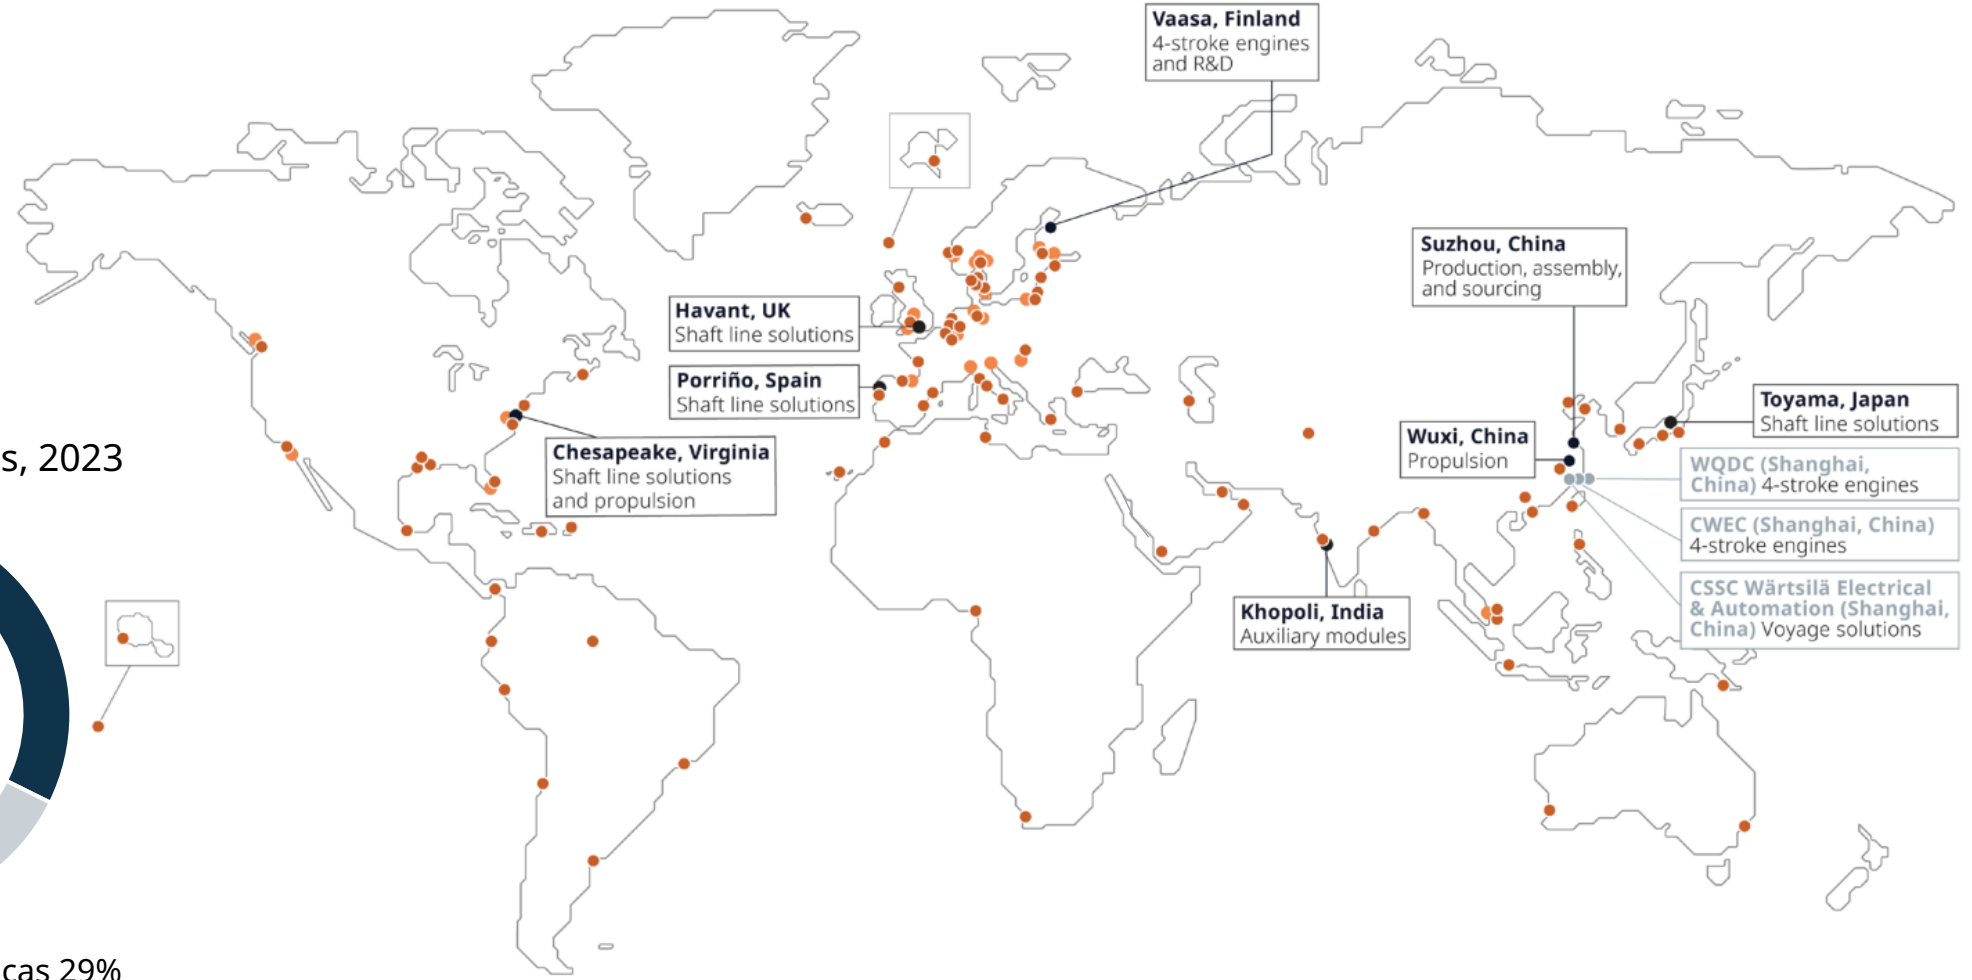 Vaasa, Finland
4-stroke engines
and R&D
Suzhou, China
Production, assembly,
and sourcing
Havant, UK
Shaft line solutions
Porriño, Spain
Shaft line solutions
Toyama, Japan
Shaft line solutions
Wuxi, China
Propulsion
Chesapeake, Virginia
Shaft line solutions
and propulsion
s, 2023
WQDC (Shanghai,
China) 4-stroke engines
CWEC (Shanghai, China)
4-stroke engines
CSSC Wärtsilä Electrical
& Automation (Shanghai,
China) Voyage solutions
Khopoli, India
Auxiliary modules
cas 29%